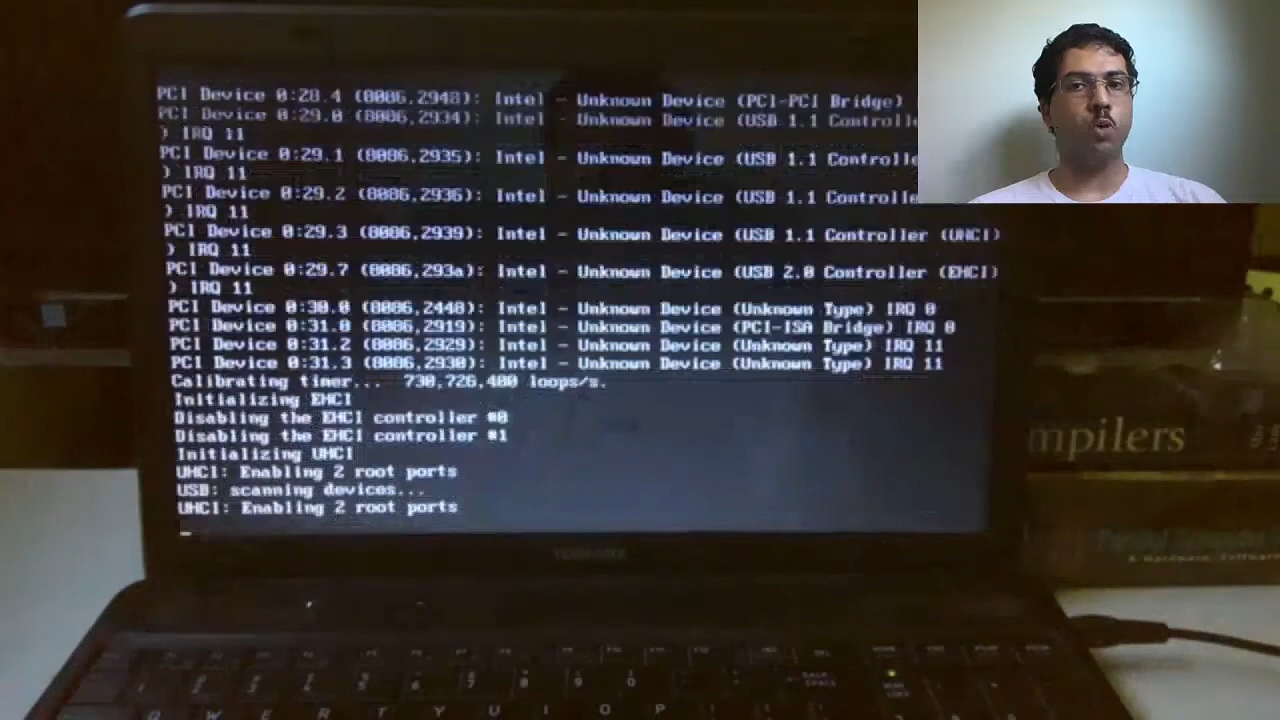 PCI Device 0:28.4 (8086,2948): Intel - Unknown Device (PCI-PCI Bridge)
PCI Device 0:29.0 (8086,2934): Intel - Unknown Device (USB 1.1 Controlle
) IRQ 11
PCI Device 0:29.1 (8086,2935): Intel - Unknown Device (USB 1.1 Controlle
) IRQ 11
PCI Device 0:29.2 (8086,2936): Intel - Unknown Device (USB 1.1 Controlle
) IRQ 11
PCI Device 0:29.3 (8086,2939): Intel - Unknown Device (USB 1.1 Controller (UHCI)
) IRQ 11
PCI Device 0:29.7 (8086,293a): Intel - Unknown Device (USB 2.0 Controller (EHCI)
) IRQ 11
PCI Device 0:30.0 (8086,2448): Intel - Unknown Device (Unknown Type) IRQ 0
PCI Device 0:31.0 (8086,2919): Intel - Unknown Device (PCI-ISA Bridge) IRQ 0
PCI Device 0:31.2 (8086,2929): Intel - Unknown Device (Unknown Type) IRQ 11
PCI Device 0:31.3 (8086,2930): Intel - Unknown Device (Unknown Type) IRQ 11
Calibrating timer... 730,726,400 loops/s.
Initializing EHCI
Disabling the EHCI controller #0
Disabling the EHCI controller #1
Initializing UHCI
UHCI: Enabling 2 root ports
USB: scanning devices...
UHCI: Enabling 2 root ports
TOSHIBA
mpilers
8 9 0
Q W E R T Y U I O P